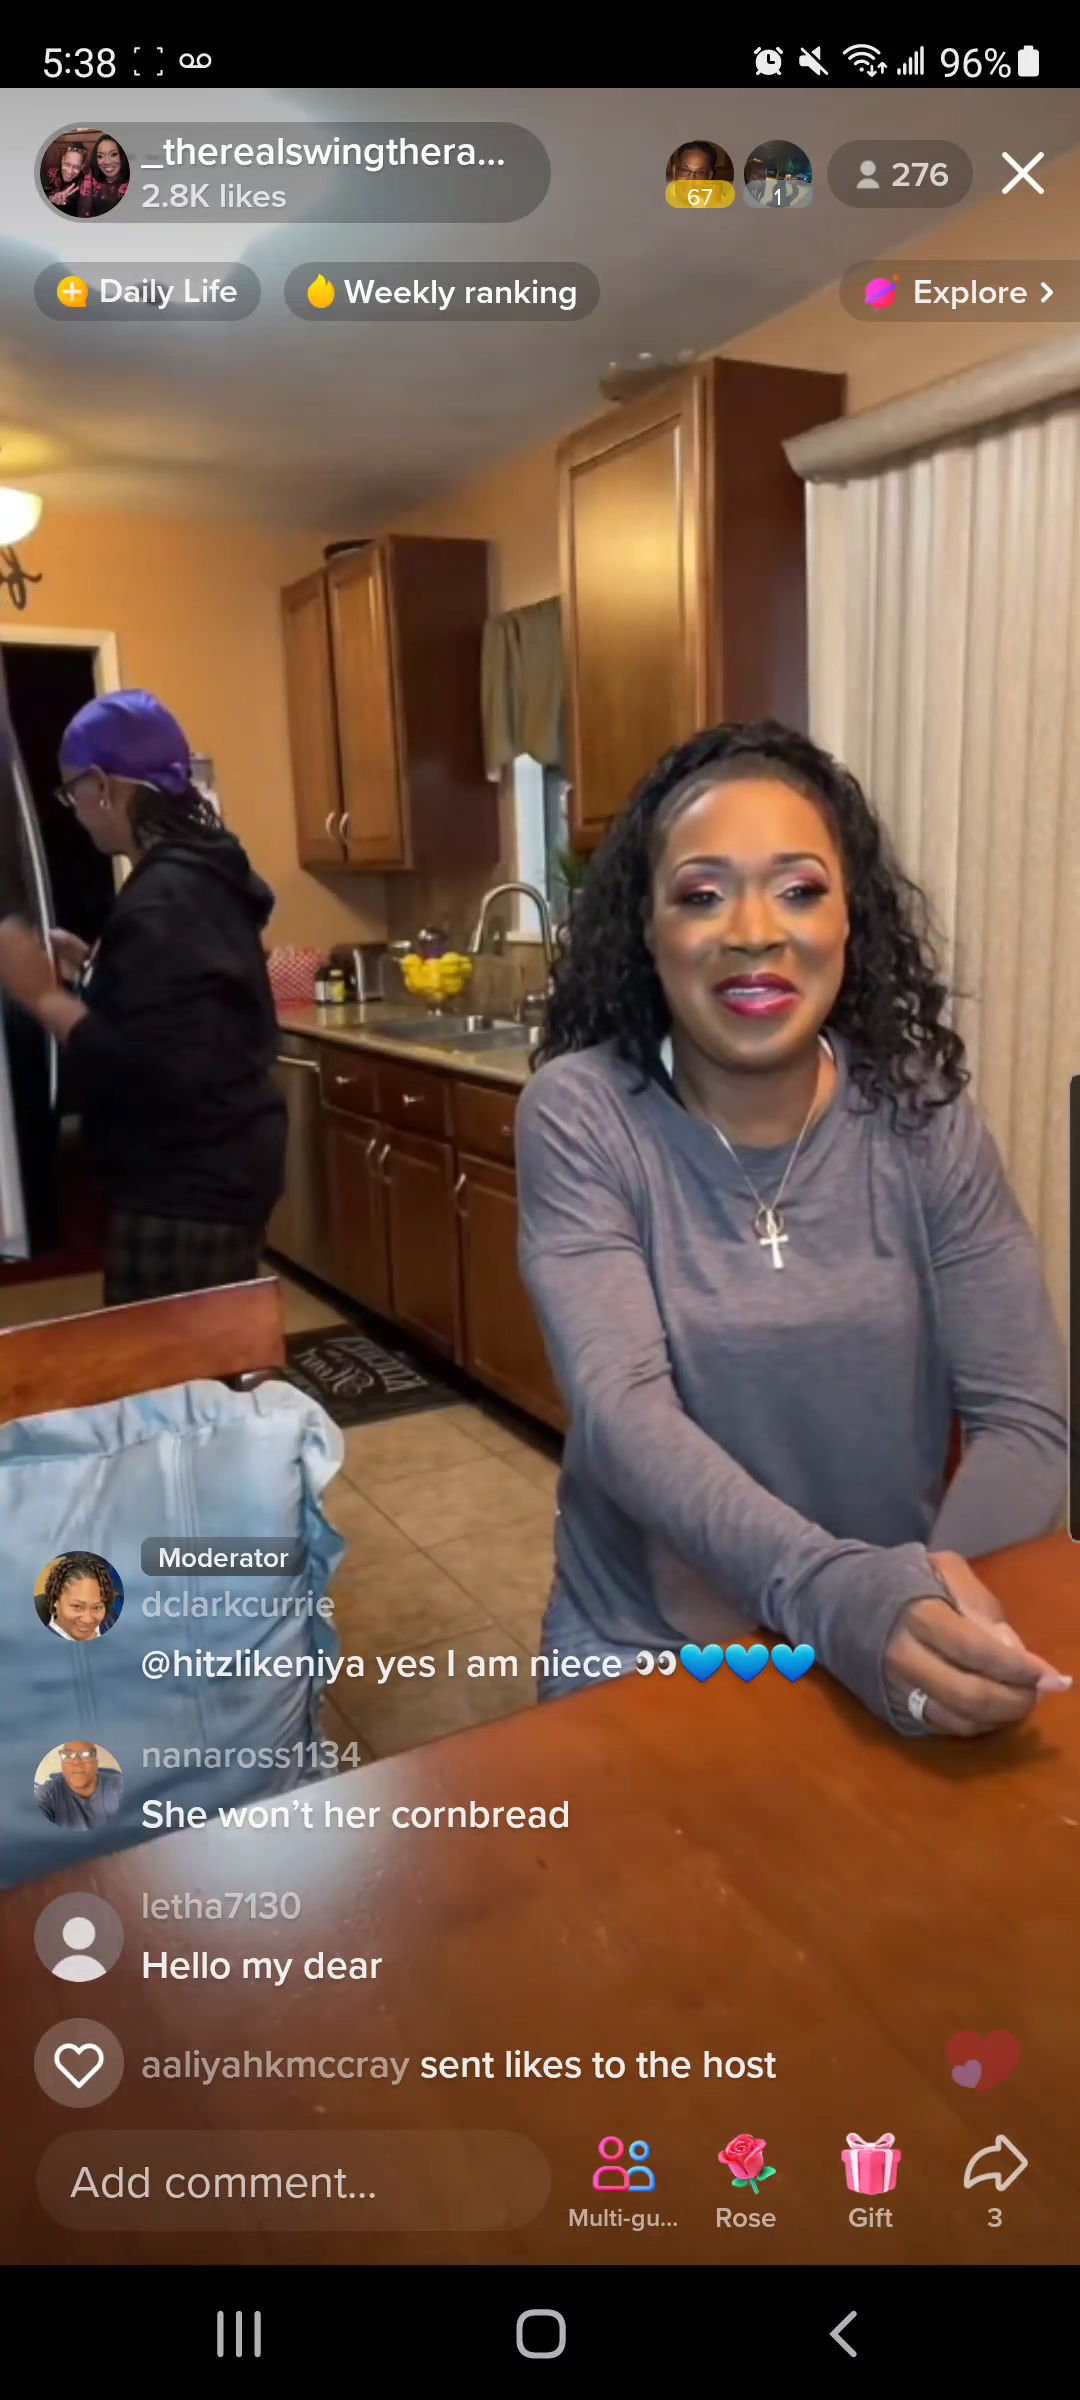 5:38
96%
_therealswingthera...
2.8K likes
67
1
276
Daily Life
Weekly ranking
Explore
Moderator
dclarkcurrie
@hitzlikeniya yes I am niece 👀💙💙💙
nanaross1134
She won’t her cornbread
letha7130
Hello my dear
aaliyahkmccray sent likes to the host
Add comment...
Multi-gu...
Rose
Gift
3